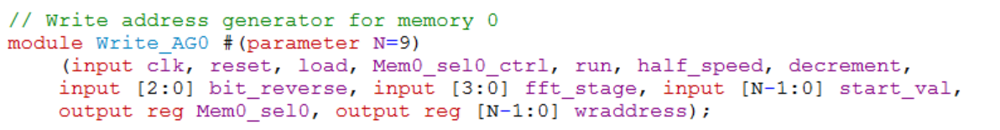 // Write address generator for memory 0
module Write_AG0 #(parameter N=9)
(input clk, reset, load, Mem0_sel0_ctrl, run, half_speed, decrement,
input [2:0] bit_reverse, input [3:0] fft_stage, input [N-1:0] start_val,
output reg Mem0_sel0, output reg [N-1:0] wraddress);